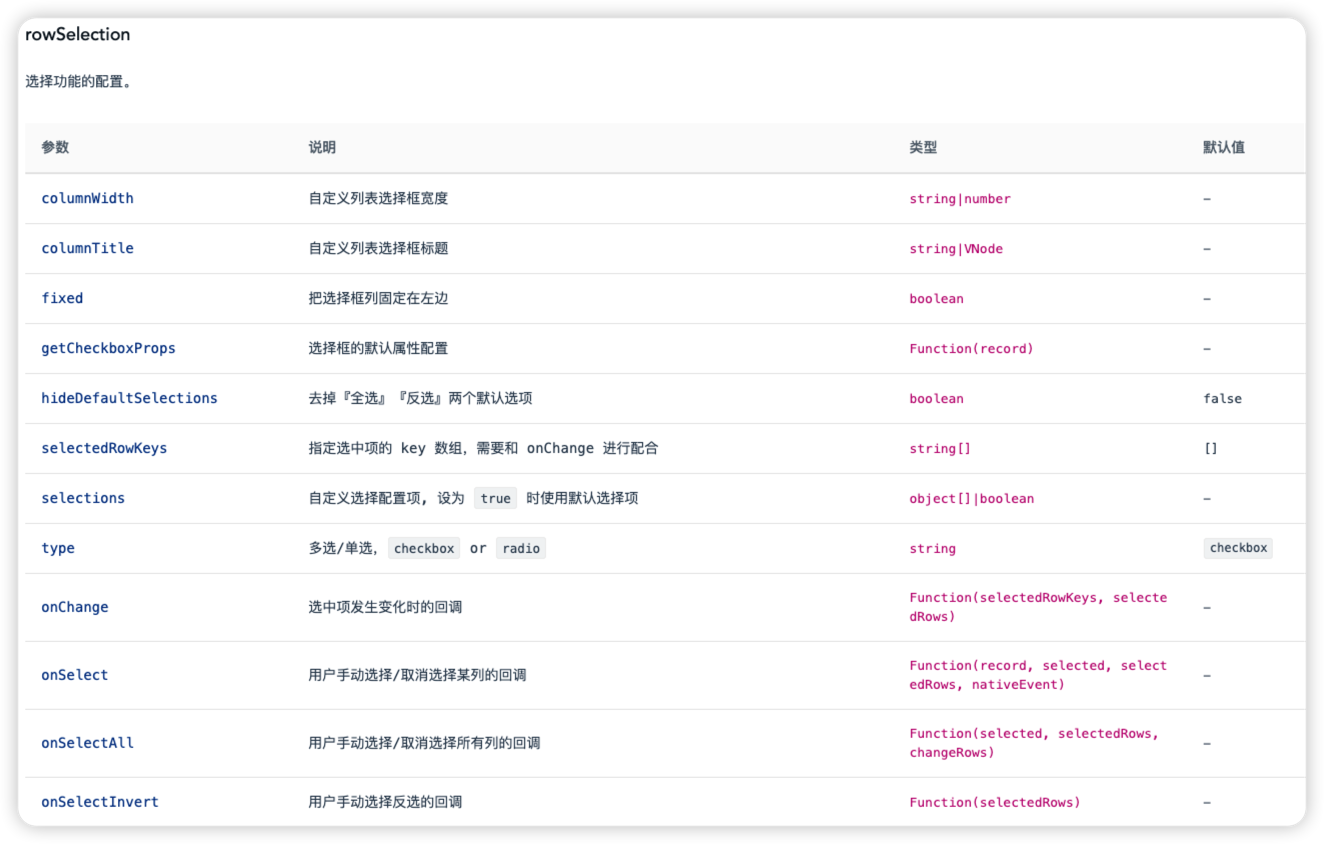 rowSelection
选择功能的配置。
参数 说明 类型 默认值
columnWidth 自定义列表选择框宽度 string|number –
columnTitle 自定义列表选择框标题 string|VNode –
fixed 把选择框列固定在左边 boolean –
getCheckboxProps 选择框的默认属性配置 Function(record) –
hideDefaultSelections 去掉『全选』『反选』两个默认选项 boolean false
selectedRowKeys 指定选中项的 key 数组，需要和 onChange 进行配合 string[] []
selections 自定义选择配置项, 设为 true 时使用默认选择项 object[]|boolean –
type 多选/单选， checkbox or radio string checkbox
onChange 选中项发生变化时的回调 Function(selectedRowKeys, selecte
dRows) –
onSelect 用户手动选择/取消选择某列的回调 Function(record, selected, select
edRows, nativeEvent) –
onSelectAll 用户手动选择/取消选择所有列的回调 Function(selected, selectedRows,
changeRows) –
onSelectInvert 用户手动选择反选的回调 Function(selectedRows) –